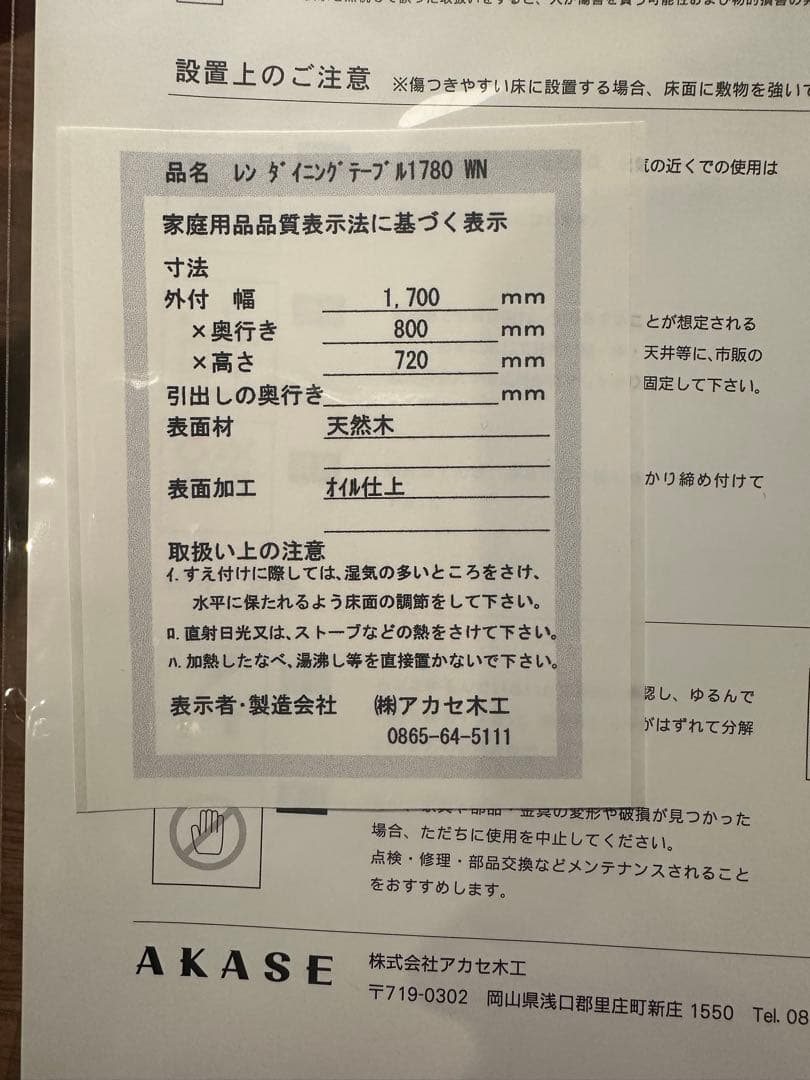 設置上のご注意 ※傷つきやすい床に設置する場合、床面に敷物を強いて
品名 レン ダイニングテーブル1780 WN
の近くでの使用は
家庭用品品質表示法に基づく表示
寸法
外付 幅 1,700 mm
×奥行き 800 mm
×高さ 720 mm
引出しの奥行き mm
表面材 天然木
表面加工 オイル仕上
とが想定される
天井等に、市販の
固定して下さい。
かり締め付けて
取扱い上の注意
イ.すえ付けに際しては、湿気の多いところをさけ、
水平に保たれるよう床面の調節をして下さい。
ロ.直射日光又は、ストーブなどの熱をさけて下さい。
ハ.加熱したなべ、湯沸し等を直接置かないで下さい。
表示者・製造会社 ㈱アカセ木工
0865-64-5111
認し、ゆるんで
がはずれて分解
部品・金具の変形や破損が見つかった
場合、ただちに使用を中止してください。
点検・修理・部品交換などメンテナンスされること
をおすすめします。
AKASE 株式会社アカセ木工
〒719-0302 岡山県浅口郡里庄町新庄 1550 Tel. 08